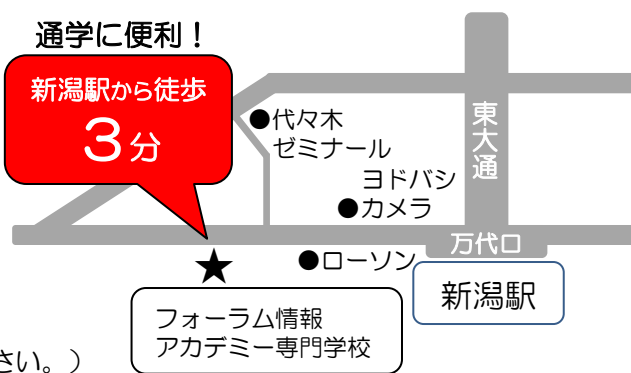 通学に便利！
新潟駅から徒歩
３分
●代々木
ゼミナール
東大通
ヨドバシ
●カメラ
万代口
●ローソン
★
新潟駅
フォーラム情報
アカデミー専門学校
さい。）